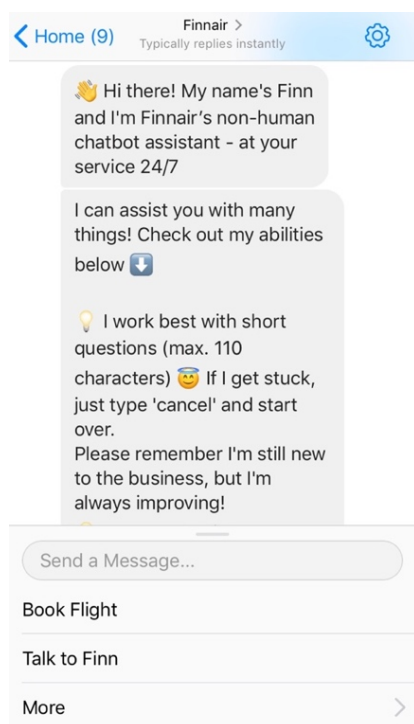 Home (9)
Finnair
Typically replies instantly
👋 Hi there! My name's Finn
and I'm Finnair's non-human
chatbot assistant - at your
service 24/7
I can assist you with many
things! Check out my abilities
below ⬇️
💡 I work best with short
questions (max. 110
characters) 😇 If I get stuck,
just type 'cancel' and start
over.
Please remember I'm still new
to the business, but I'm
always improving!
Send a Message...
Book Flight
Talk to Finn
More